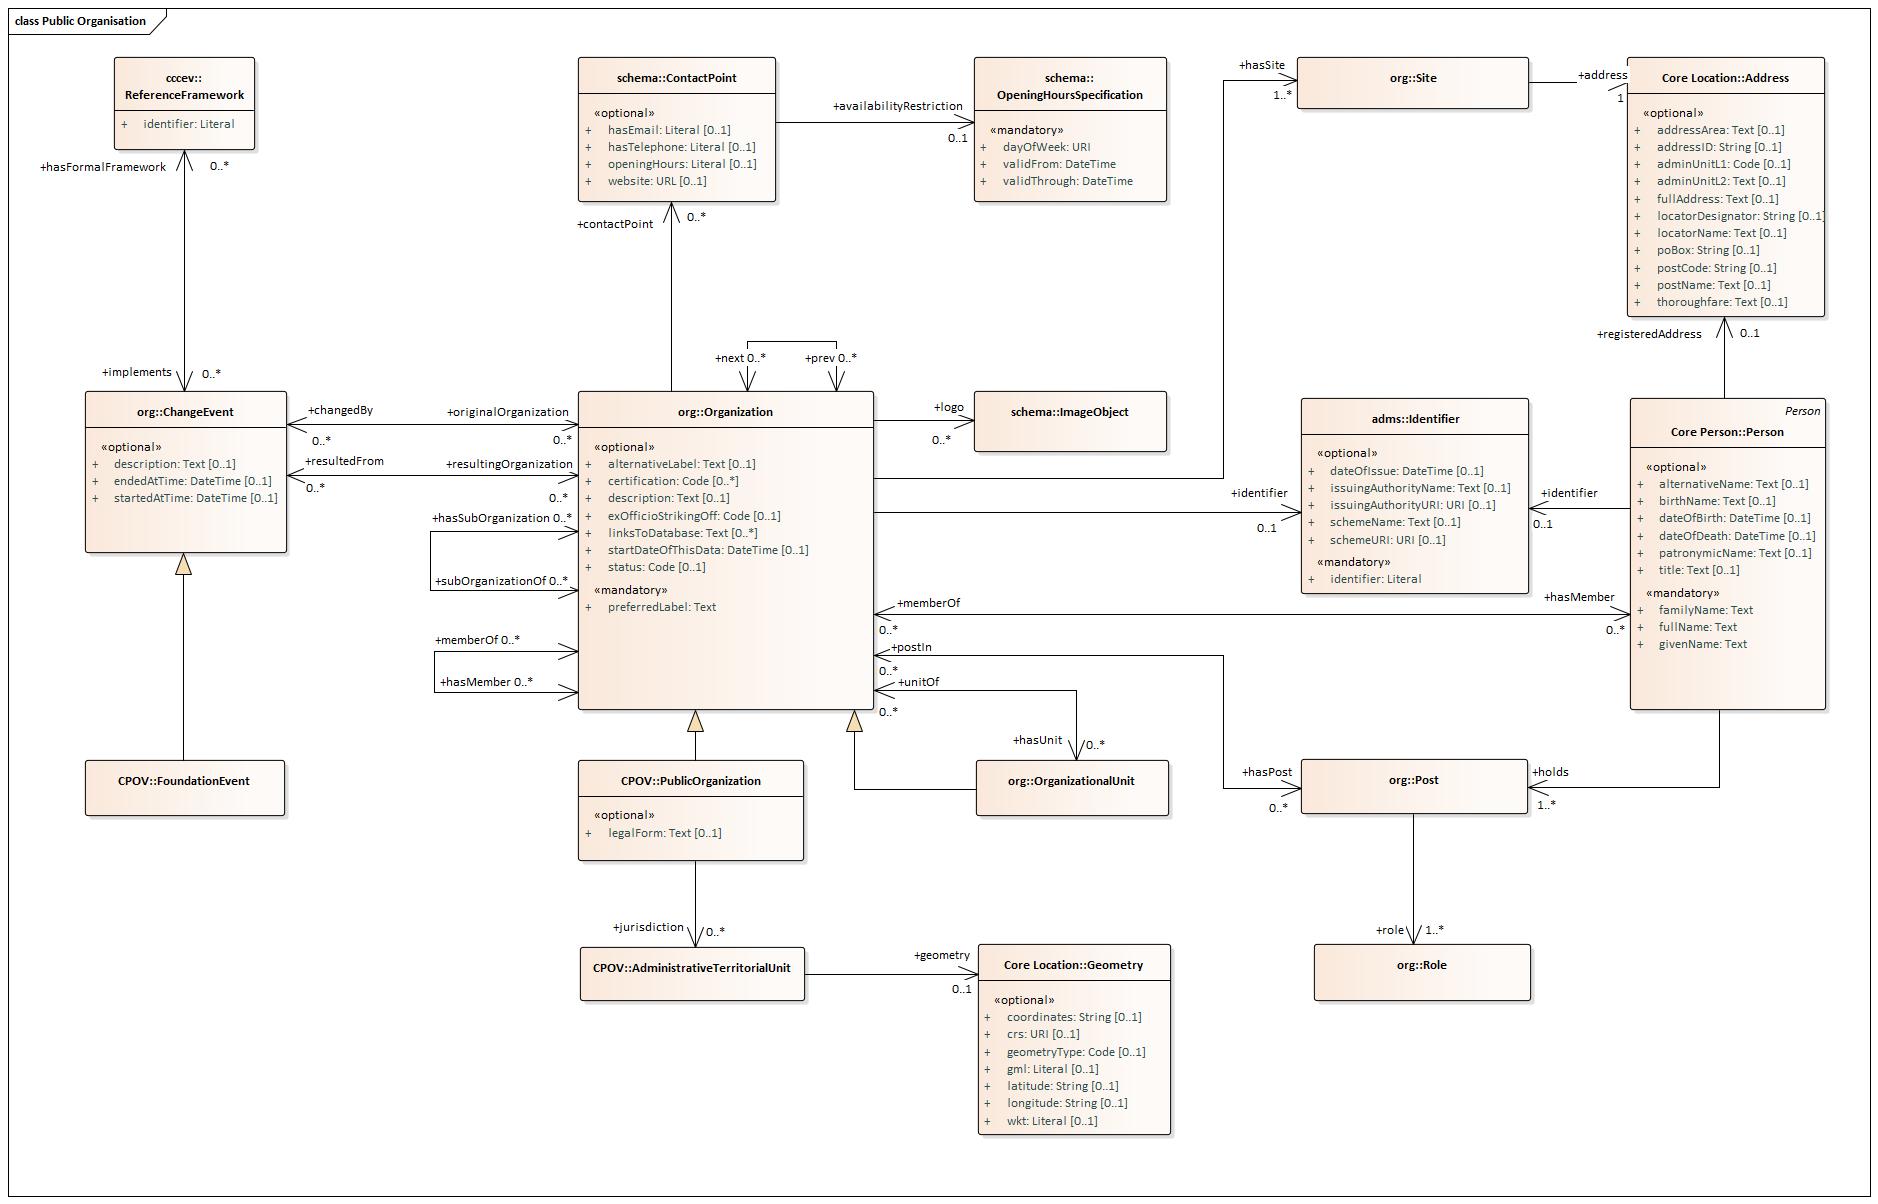 class Public Organisation
cccev::
ReferenceFramework
+ identifier: Literal
+hasFormalFramework 0..*
+implements 0..*
schema::ContactPoint
«optional»
+ hasEmail: Literal [0..1]
+ hasTelephone: Literal [0..1]
+ openingHours: Literal [0..1]
+ website: URL [0..1]
+availabilityRestriction
0..1
+contactPoint 0..*
schema::
OpeningHoursSpecification
«mandatory»
+ dayOfWeek: URI
+ validFrom: DateTime
+ validThrough: DateTime
+hasSite
1..*
org::Site
+address
1
Core Location::Address
«optional»
+ addressArea: Text [0..1]
+ addressID: String [0..1]
+ adminUnitL1: Code [0..1]
+ adminUnitL2: Text [0..1]
+ fullAddress: Text [0..1]
+ locatorDesignator: String [0..1]
+ locatorName: Text [0..1]
+ poBox: String [0..1]
+ postCode: String [0..1]
+ postName: Text [0..1]
+ thoroughfare: Text [0..1]
+registeredAddress 0..1
org::ChangeEvent
«optional»
+ description: Text [0..1]
+ endedAtTime: DateTime [0..1]
+ startedAtTime: DateTime [0..1]
+changedBy
0..*
+originalOrganization
0..*
+resultedFrom
0..*
+resultingOrganization
0..*
+hasSubOrganization 0..*
+subOrganizationOf 0..*
+memberOf 0..*
+hasMember 0..*
+next 0..*
+prev 0..*
org::Organization
«optional»
+ alternativeLabel: Text [0..1]
+ certification: Code [0..*]
+ description: Text [0..1]
+ exOfficioStrikingOff: Code [0..1]
+ linksToDatabase: Text [0..*]
+ startDateOfThisData: DateTime [0..1]
+ status: Code [0..1]
«mandatory»
+ preferredLabel: Text
+logo
0..*
schema::ImageObject
+identifier
0..1
adms::Identifier
«optional»
+ dateOfIssue: DateTime [0..1]
+ issuingAuthorityName: Text [0..1]
+ issuingAuthorityURI: URI [0..1]
+ schemeName: Text [0..1]
+ schemeURI: URI [0..1]
«mandatory»
+ identifier: Literal
+identifier
0..1
Person
Core Person::Person
«optional»
+ alternativeName: Text [0..1]
+ birthName: Text [0..1]
+ dateOfBirth: DateTime [0..1]
+ dateOfDeath: DateTime [0..1]
+ patronymicName: Text [0..1]
+ title: Text [0..1]
«mandatory»
+ familyName: Text
+ fullName: Text
+ givenName: Text
+memberOf
0..*
+hasMember
0..*
+postIn
0..*
+unitOf
0..*
+hasUnit 0..*
+hasPost
0..*
+holds
1..*
CPOV::FoundationEvent
CPOV::PublicOrganization
«optional»
+ legalForm: Text [0..1]
org::OrganizationalUnit
org::Post
+jurisdiction 0..*
+role 1..*
CPOV::AdministrativeTerritorialUnit
+geometry
0..1
Core Location::Geometry
«optional»
+ coordinates: String [0..1]
+ crs: URI [0..1]
+ geometryType: Code [0..1]
+ gml: Literal [0..1]
+ latitude: String [0..1]
+ longitude: String [0..1]
+ wkt: Literal [0..1]
org::Role